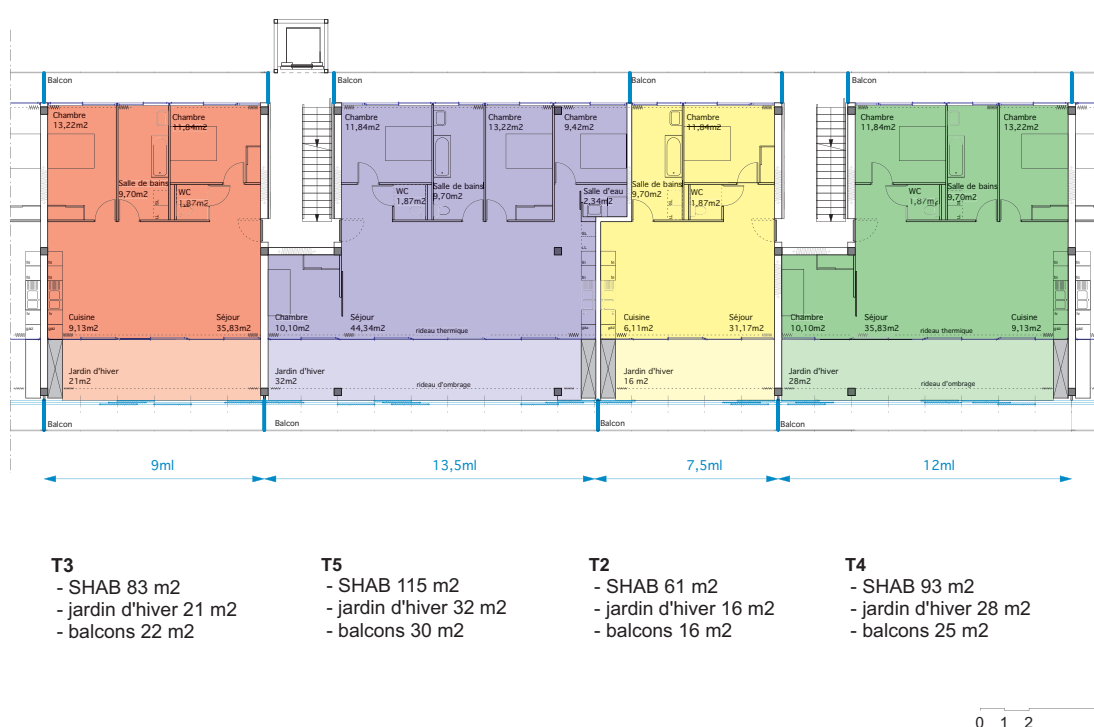 Balcon
Balcon
Balcon
Balcon
Balcon
Chambre
13,22m2
Chambre
11,84m2
Salle de bains
9,70m2
WC
1,87m2
Cuisine
9,13m2
Séjour
35,83m2
Jardin d'hiver
21m2
Chambre
11,84m2
Chambre
13,22m2
Chambre
9,42m2
WC
1,87m2
Salle de bains
9,70m2
Salle d'eau
2,34m2
Chambre
10,10m2
Séjour
44,34m2
rideau thermique
Jardin d'hiver
32m2
rideau d'ombrage
Chambre
11,84m2
Salle de bains
9,70m2
WC
1,87m2
Cuisine
6,11m2
Séjour
31,17m2
Jardin d'hiver
16 m2
Chambre
11,84m2
Chambre
13,22m2
WC
1,87m2
Salle de bains
9,70m2
Chambre
10,10m2
Séjour
35,83m2
rideau thermique
Cuisine
9,13m2
Jardin d'hiver
28m2
rideau d'ombrage
Balcon
Balcon
Balcon
Balcon
9ml
13,5ml
7,5ml
12ml
T3
- SHAB 83 m2
- jardin d'hiver 21 m2
- balcons 22 m2
T5
- SHAB 115 m2
- jardin d'hiver 32 m2
- balcons 30 m2
T2
- SHAB 61 m2
- jardin d'hiver 16 m2
- balcons 16 m2
T4
- SHAB 93 m2
- jardin d'hiver 28 m2
- balcons 25 m2
0 1 2